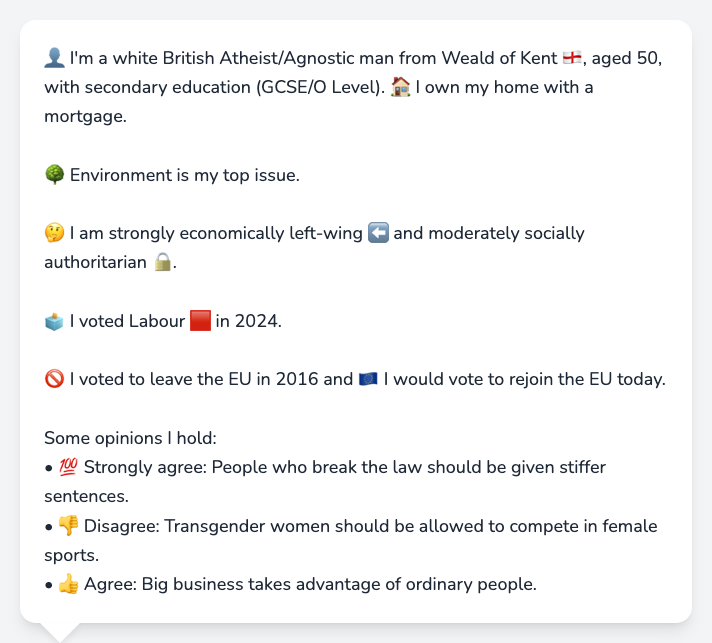 👤 I'm a white British Atheist/Agnostic man from Weald of Kent 🏴󠁧󠁢󠁥󠁮󠁧󠁿, aged 50,
with secondary education (GCSE/O Level). 🏠 I own my home with a
mortgage.
🌳 Environment is my top issue.
🤔 I am strongly economically left-wing ⬅️ and moderately socially
authoritarian 🔒.
🗳️ I voted Labour 🟥 in 2024.
🚫 I voted to leave the EU in 2016 and 🇪🇺 I would vote to rejoin the EU today.
Some opinions I hold:
• 💯 Strongly agree: People who break the law should be given stiffer
sentences.
• 👎 Disagree: Transgender women should be allowed to compete in female
sports.
• 👍 Agree: Big business takes advantage of ordinary people.